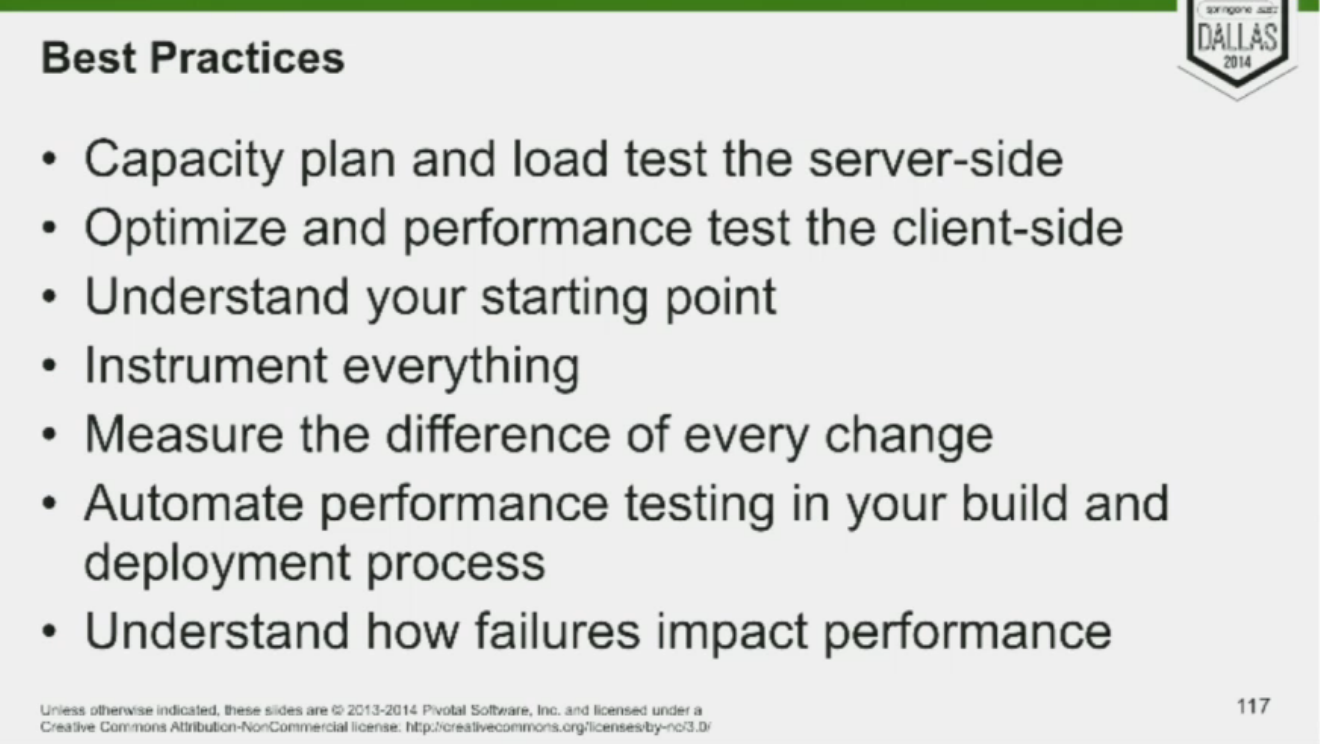 DALLAS
2014
Best Practices
• Capacity plan and load test the server-side
• Optimize and performance test the client-side
• Understand your starting point
• Instrument everything
• Measure the difference of every change
• Automate performance testing in your build and
deployment process
• Understand how failures impact performance
Unless otherwise indicated, these slides are © 2013-2014 Pivotal Software, Inc. and licensed under a
Creative Commons Attribution-NonCommercial license: http://creativecommons.org/licenses/by-nc/3.0/
117